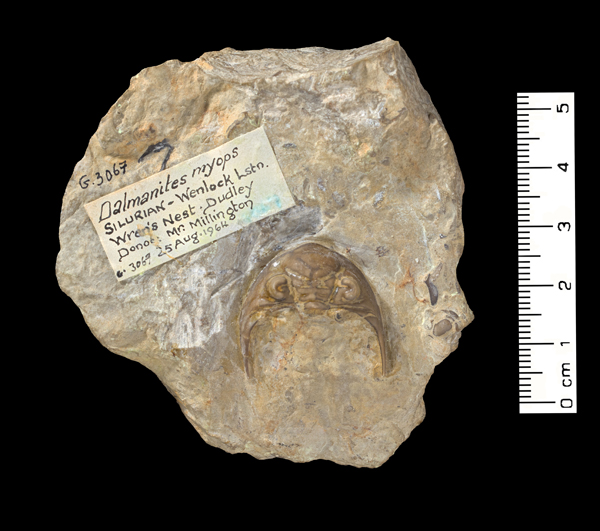 G.3067
Dalmanites myops
SILURIAN - Wenlock Lstn.
Wren's Nest. Dudley
Donor: Mr. Millington
G. 3067 25 Aug. 1964
0 cm 1 2 3 4 5